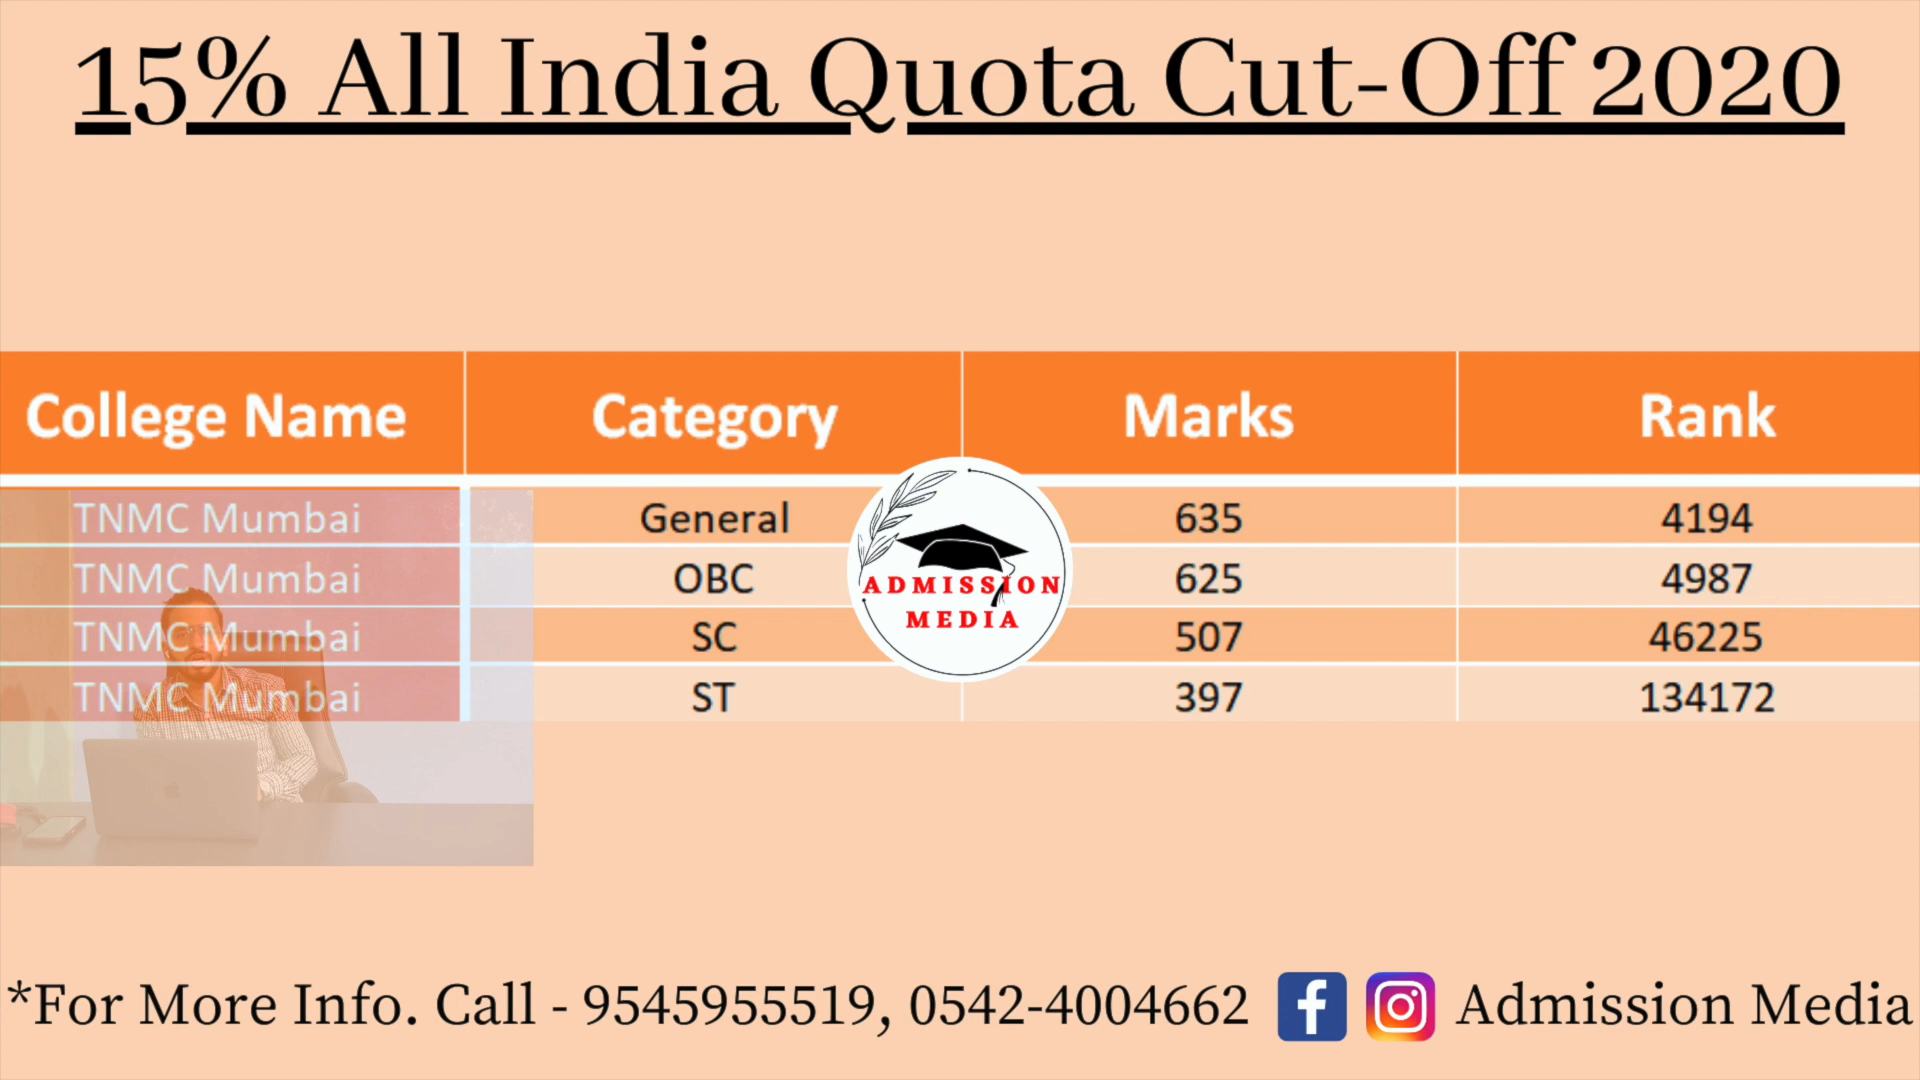 15% All India Quota Cut-Off 2020
College Name Category Marks Rank
TNMC Mumbai General 635 4194
TNMC Mumbai OBC 625 4987
TNMC Mumbai SC 507 46225
TNMC Mumbai ST 397 134172
ADMISSION
MEDIA
*For More Info. Call - 9545955519, 0542-4004662 f Admission Media